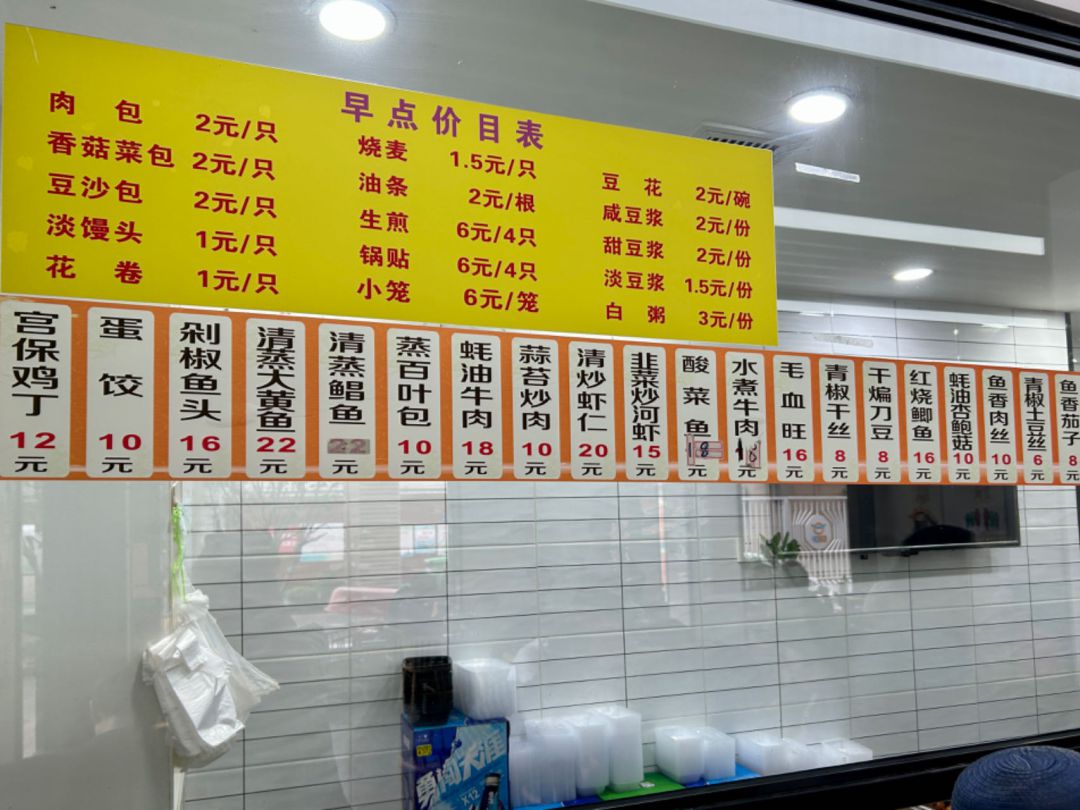 早点价目表
肉包 2元/只
香菇菜包 2元/只
豆沙包 2元/只
淡馒头 1元/只
花卷 1元/只
烧麦 1.5元/只
油条 2元/根
生煎 6元/4只
锅贴 6元/4只
小笼 6元/笼
豆花 2元/碗
咸豆浆 2元/份
甜豆浆 2元/份
淡豆浆 1.5元/份
白粥 3元/份
宫保鸡丁 12元
蛋饺 10元
剁椒鱼头 16元
清蒸大黄鱼 22元
清蒸鲳鱼 22元
蒸百叶包 10元
蚝油牛肉 18元
蒜苔炒肉 10元
清炒虾仁 20元
韭菜炒河虾 15元
酸菜鱼 18元
水煮牛肉 18元
毛血旺 16元
青椒干丝 8元
干煸刀豆 8元
红烧鲫鱼 16元
蚝油杏鲍菇 10元
鱼香肉丝 10元
青椒土豆丝 6元
鱼香茄子 8元
勇闯天涯
X12